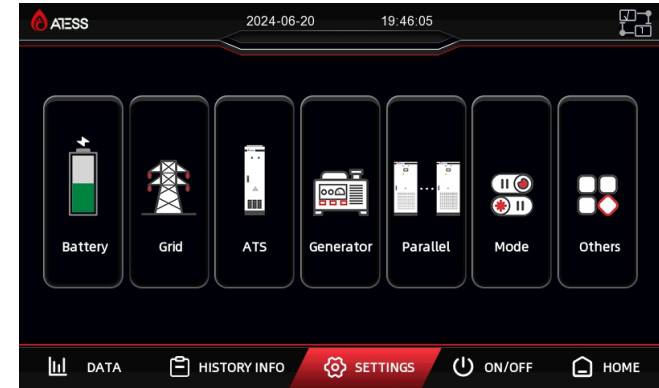 ATESS
2024-06-20 19:46:05
Battery Grid ATS Generator Parallel Mode Others
DATA HISTORY INFO SETTINGS ON/OFF HOME